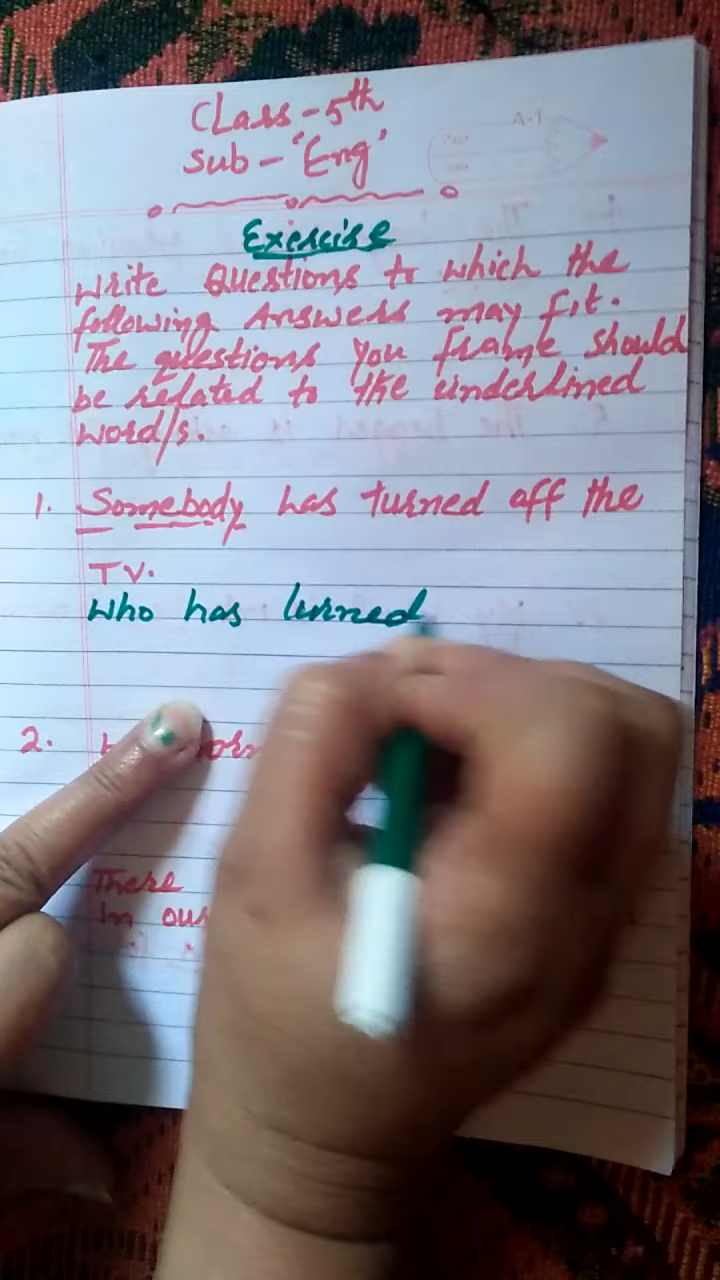 Class-5th
Sub-'Eng'
Exercise
Write Questions to which the
following Answers may fit.
The questions you frame should
be related to the underlined
word/s.
1. Somebody has turned off the
TV.
Who has turned
2.
There
In our